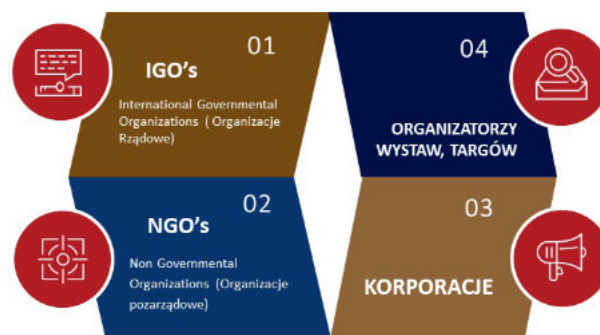 01
IGO's
International Governmental
Organizations ( Organizacje
Rządowe)
02
NGO's
Non Governmental
Organizations (Organizacje
pozarządowe)
04
ORGANIZATORZY
WYSTAW, TARGÓW
03
KORPORACJE